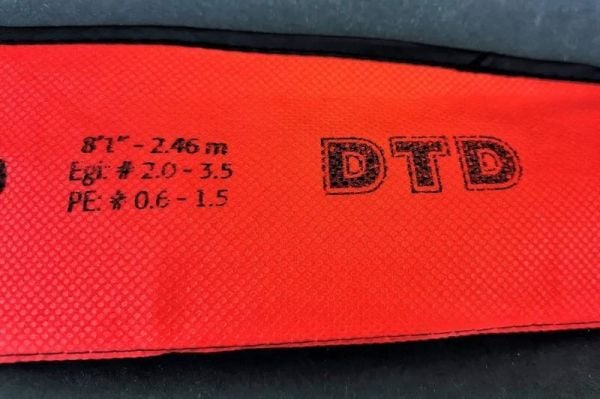 8'1" - 2.46 m
Egi: # 2.0 - 3.5
PE: # 0.6 - 1.5
DTD